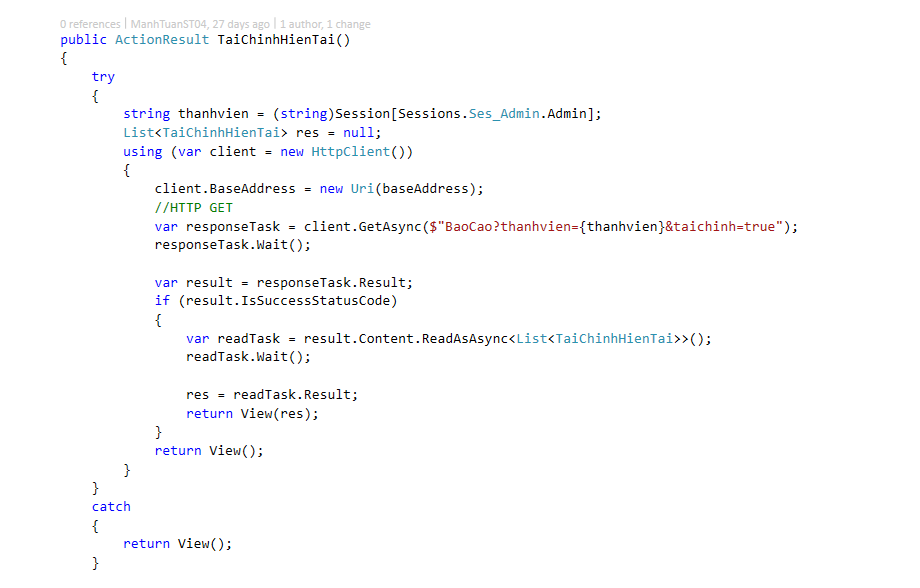 0 references | ManhTuanST04, 27 days ago | 1 author, 1 change
public ActionResult TaiChinhHienTai()
{
try
{
string thanhvien = (string)Session[Sessions.Ses_Admin.Admin];
List<TaiChinhHienTai> res = null;
using (var client = new HttpClient())
{
client.BaseAddress = new Uri(baseAddress);
//HTTP GET
var responseTask = client.GetAsync($"BaoCao?thanhvien={thanhvien}&taichinh=true");
responseTask.Wait();
var result = responseTask.Result;
if (result.IsSuccessStatusCode)
{
var readTask = result.Content.ReadAsAsync<List<TaiChinhHienTai>>();
readTask.Wait();
res = readTask.Result;
return View(res);
}
return View();
}
}
catch
{
return View();
}